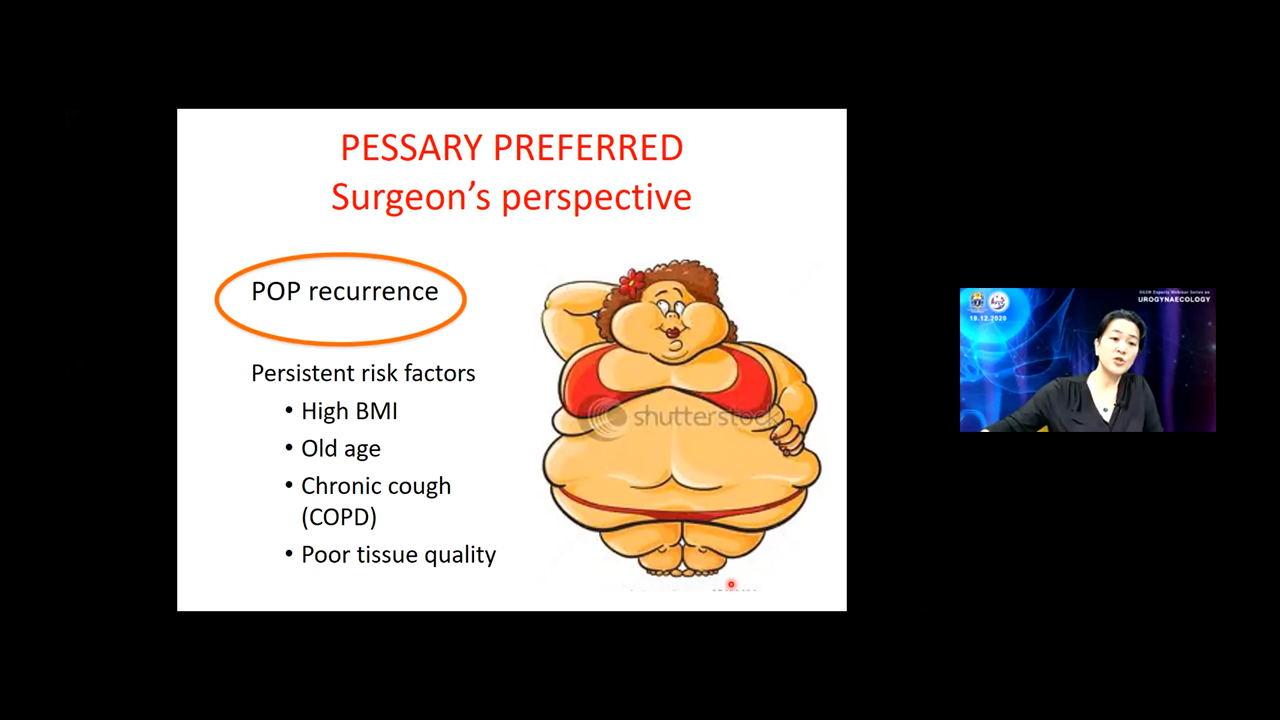 PESSARY PREFERRED
Surgeon's perspective
POP recurrence
Persistent risk factors
• High BMI
• Old age
• Chronic cough
(COPD)
• Poor tissue quality
shutterstock
UROGYNAECOLOGY
19.12.2020